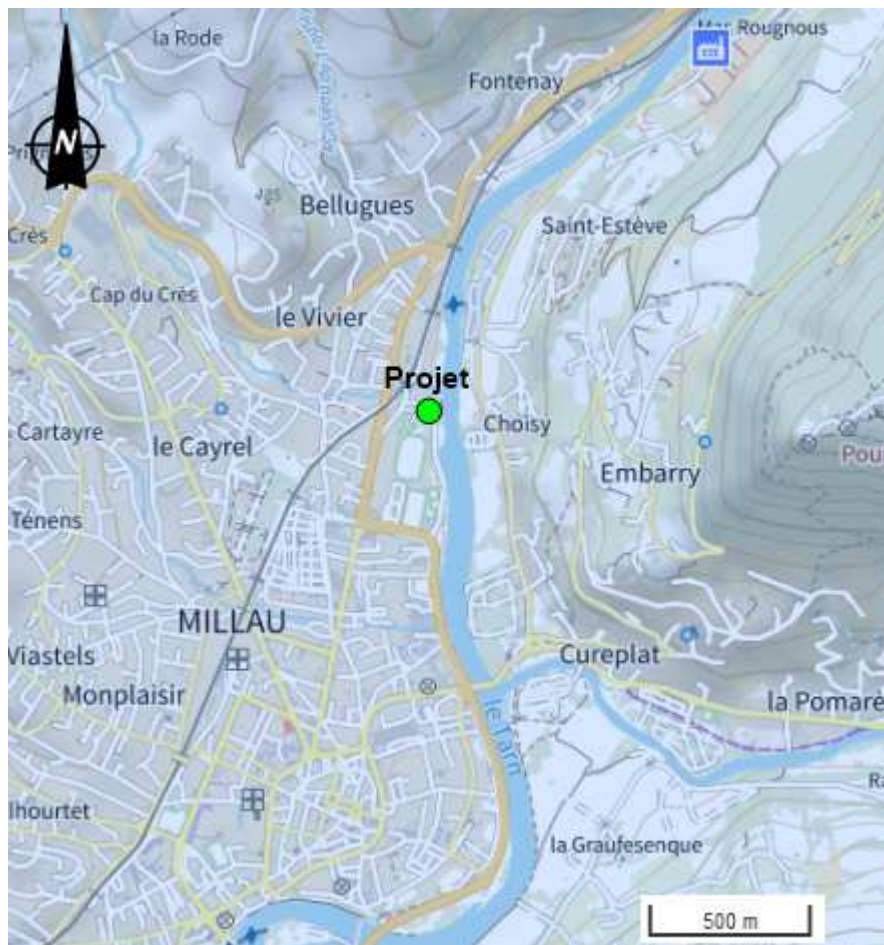 Mas Rougnous
la Rode
Fontenay
N
Bellugues
Saint-Estève
Crès
Cap du Crès
le Vivier
Projet
Choisy
Cartayre
le Cayrel
Embarry
Ténens
MILLAU
Viastels
Cureplat
Monplaisir
la Pomarè
le Tarn
lhourtet
la Graufesenque
500 m